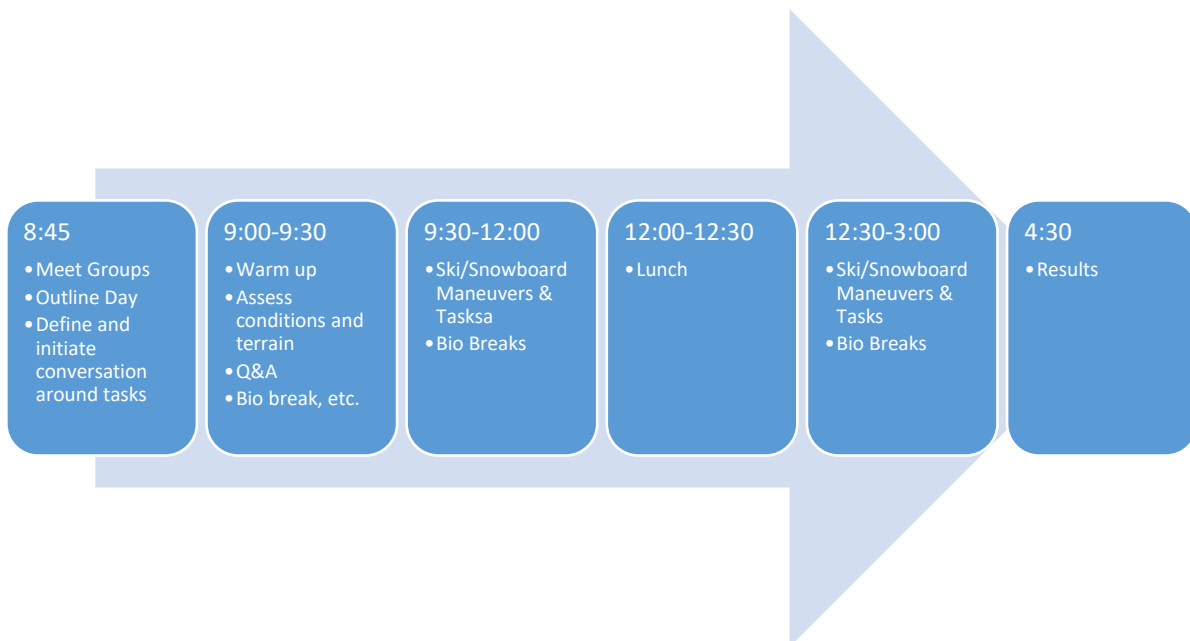 8:45
• Meet Groups
• Outline Day
• Define and
initiate
conversation
around tasks
9:00-9:30
• Warm up
• Assess
conditions and
terrain
• Q&A
• Bio break, etc.
9:30-12:00
• Ski/Snowboard
Maneuvers &
Tasksa
• Bio Breaks
12:00-12:30
• Lunch
12:30-3:00
• Ski/Snowboard
Maneuvers &
Tasks
• Bio Breaks
4:30
• Results